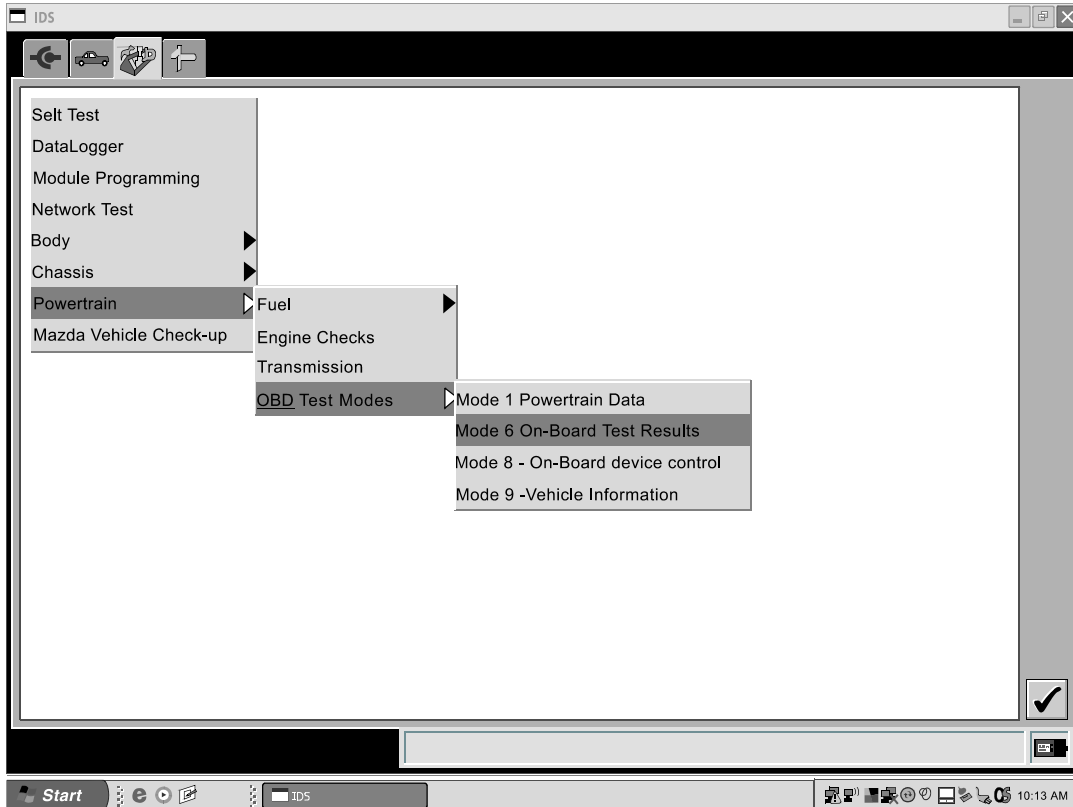 IDS
Selt Test
DataLogger
Module Programming
Network Test
Body
Chassis
Powertrain
Mazda Vehicle Check-up
Fuel
Engine Checks
Transmission
OBD Test Modes
Mode 1 Powertrain Data
Mode 6 On-Board Test Results
Mode 8 - On-Board device control
Mode 9 -Vehicle Information
Start
IDS
10:13 AM